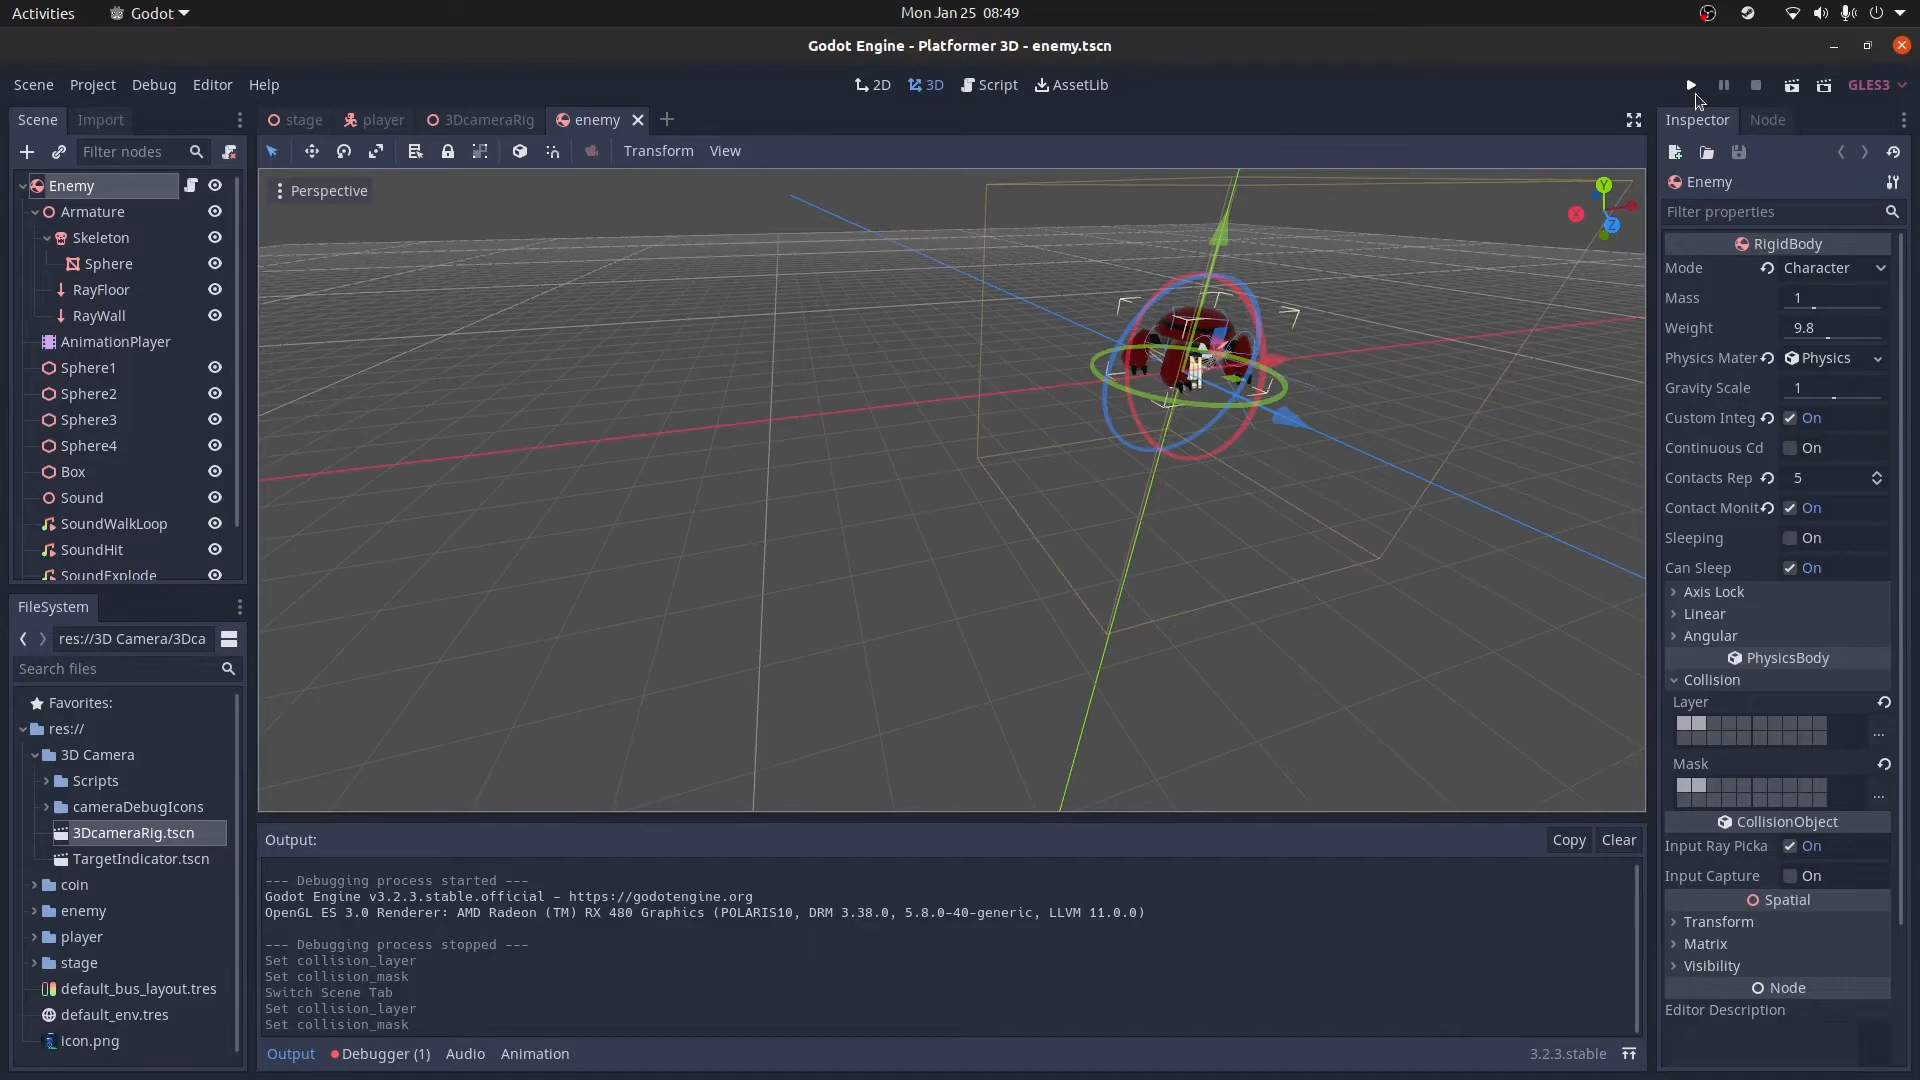 Activities
Godot
Mon Jan 25 08:49
Godot Engine - Platformer 3D - enemy.tscn
Scene Project Debug Editor Help
2D 3D Script AssetLib
GLES3
Scene Import
Filter nodes
Enemy
Armature
Skeleton
Sphere
RayFloor
RayWall
AnimationPlayer
Sphere1
Sphere2
Sphere3
Sphere4
Box
Sound
SoundWalkLoop
SoundHit
SoundExplode
FileSystem
res://3D Camera/3Dca
Search files
Favorites:
res://
3D Camera
Scripts
cameraDebugIcons
3DcameraRig.tscn
TargetIndicator.tscn
coin
enemy
player
stage
default_bus_layout.tres
default_env.tres
icon.png
stage player 3DcameraRig enemy
Transform View
Perspective
Y
X
Z
Output:
Copy Clear
--- Debugging process started ---
Godot Engine v3.2.3.stable.official - https://godotengine.org
OpenGL ES 3.0 Renderer: AMD Radeon (TM) RX 480 Graphics (POLARIS10, DRM 3.38.0, 5.8.0-40-generic, LLVM 11.0.0)
--- Debugging process stopped ---
Set collision_layer
Set collision_mask
Switch Scene Tab
Set collision_layer
Set collision_mask
Output Debugger (1) Audio Animation
3.2.3.stable
Inspector Node
Enemy
Filter properties
RigidBody
Mode Character
Mass 1
Weight 9.8
Physics Mater Physics
Gravity Scale 1
Custom Integ On
Continuous Cd On
Contacts Rep 5
Contact Monit On
Sleeping On
Can Sleep On
Axis Lock
Linear
Angular
PhysicsBody
Collision
Layer
...
Mask
...
CollisionObject
Input Ray Picka On
Input Capture On
Spatial
Transform
Matrix
Visibility
Node
Editor Description